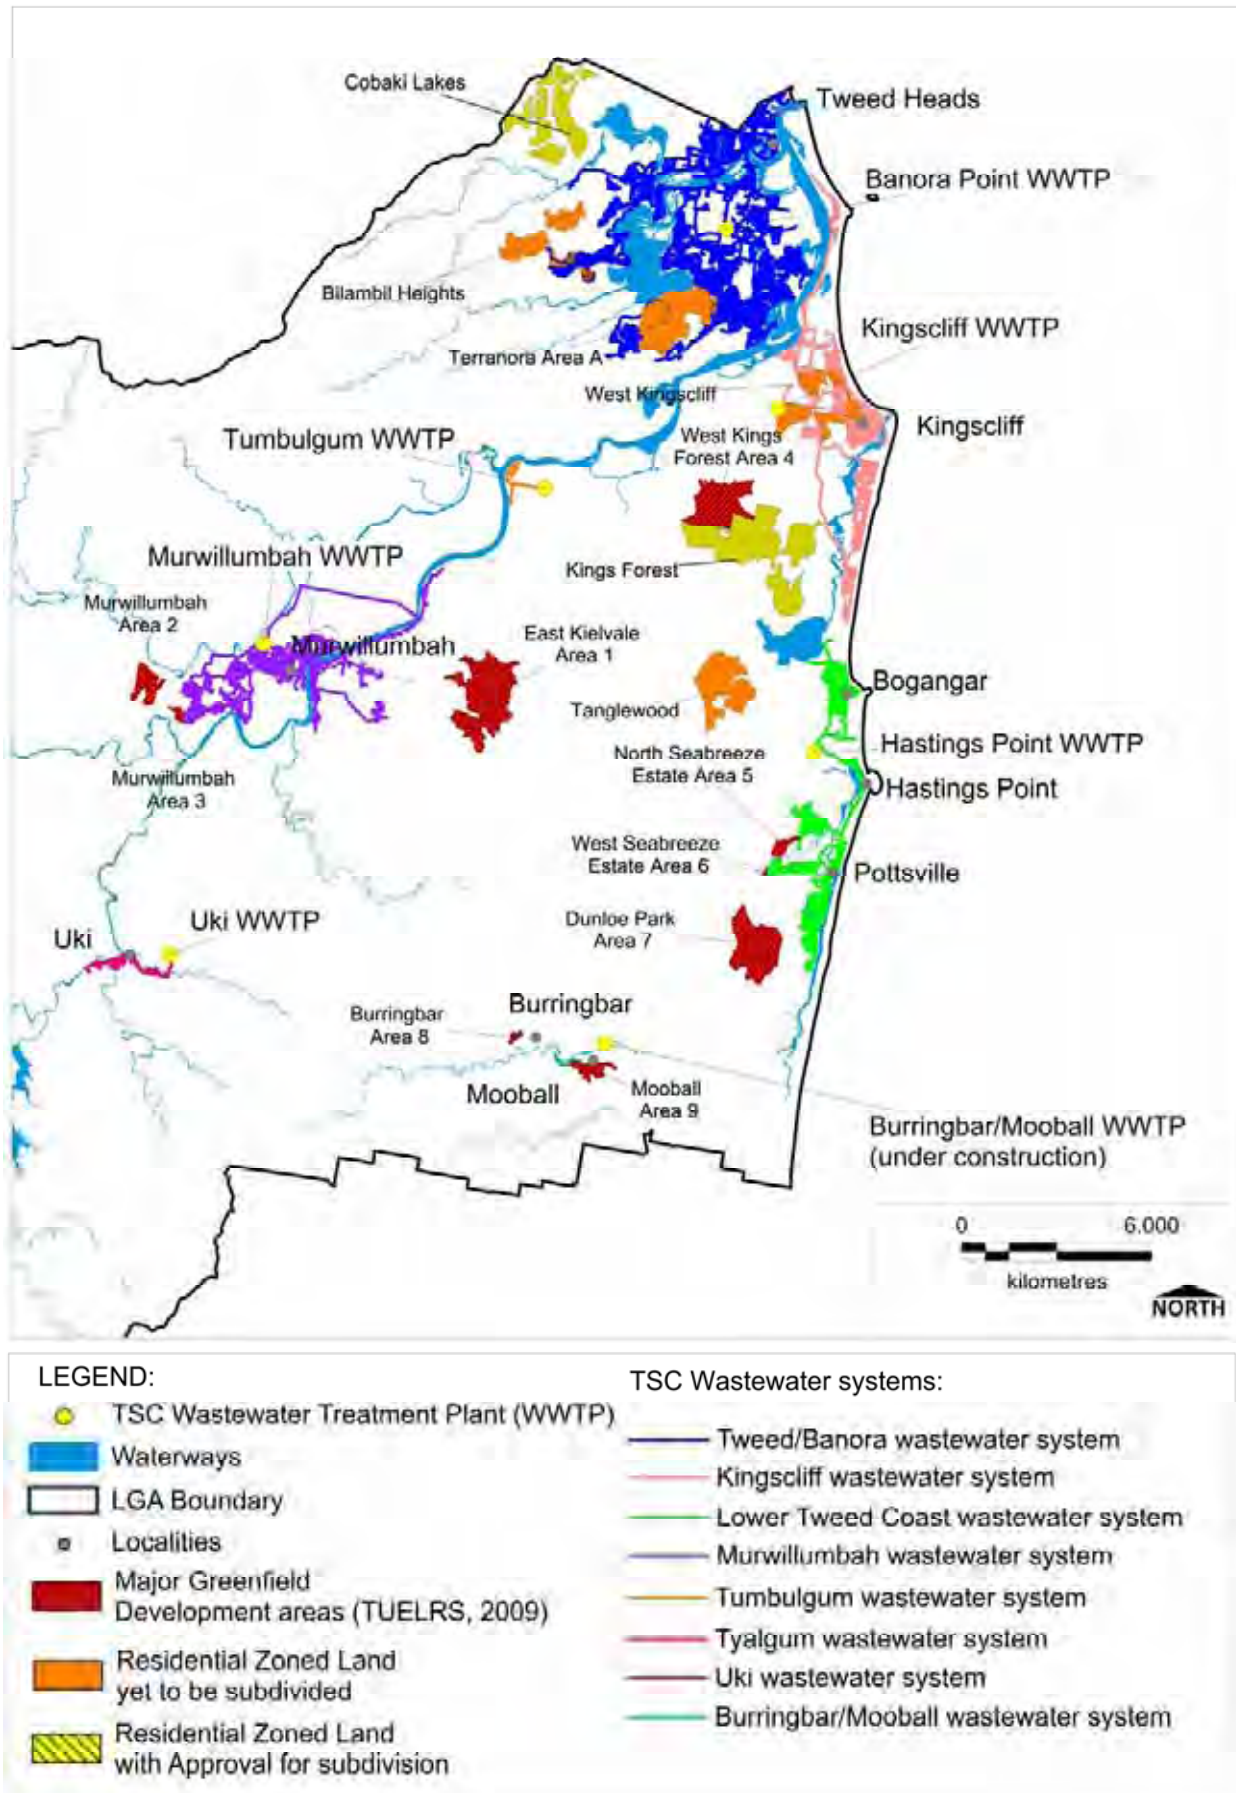 Cobaki Lakes
Tweed Heads
Banora Point WWTP
Bilambil Heights
Kingscliff WWTP
Terranora Area A
West Kingscliff
Kingscliff
Tumbulgum WWTP
West Kings
Forest Area 4
Murwillumbah WWTP
Kings Forest
Murwillumbah
Area 2
East Kielvale
Area 1
Murwillumbah
Bogangar
Tanglewood
Hastings Point WWTP
North Seabreeze
Estate Area 5
Murwillumbah
Area 3
Hastings Point
West Seabreeze
Estate Area 6
Pottsville
Uki WWTP
Dunloe Park
Area 7
Uki
Burringbar
Burringbar
Area 8
Mooball
Mooball
Area 9
Burringbar/Mooball WWTP
(under construction)
0 6.000
kilometres
NORTH
LEGEND:
TSC Wastewater Treatment Plant (WWTP)
Waterways
LGA Boundary
Localities
Major Greenfield
Development areas (TUELRS, 2009)
Residential Zoned Land
yet to be subdivided
Residential Zoned Land
with Approval for subdivision
TSC Wastewater systems:
Tweed/Banora wastewater system
Kingscliff wastewater system
Lower Tweed Coast wastewater system
Murwillumbah wastewater system
Tumbulgum wastewater system
Tyalgum wastewater system
Uki wastewater system
Burringbar/Mooball wastewater system